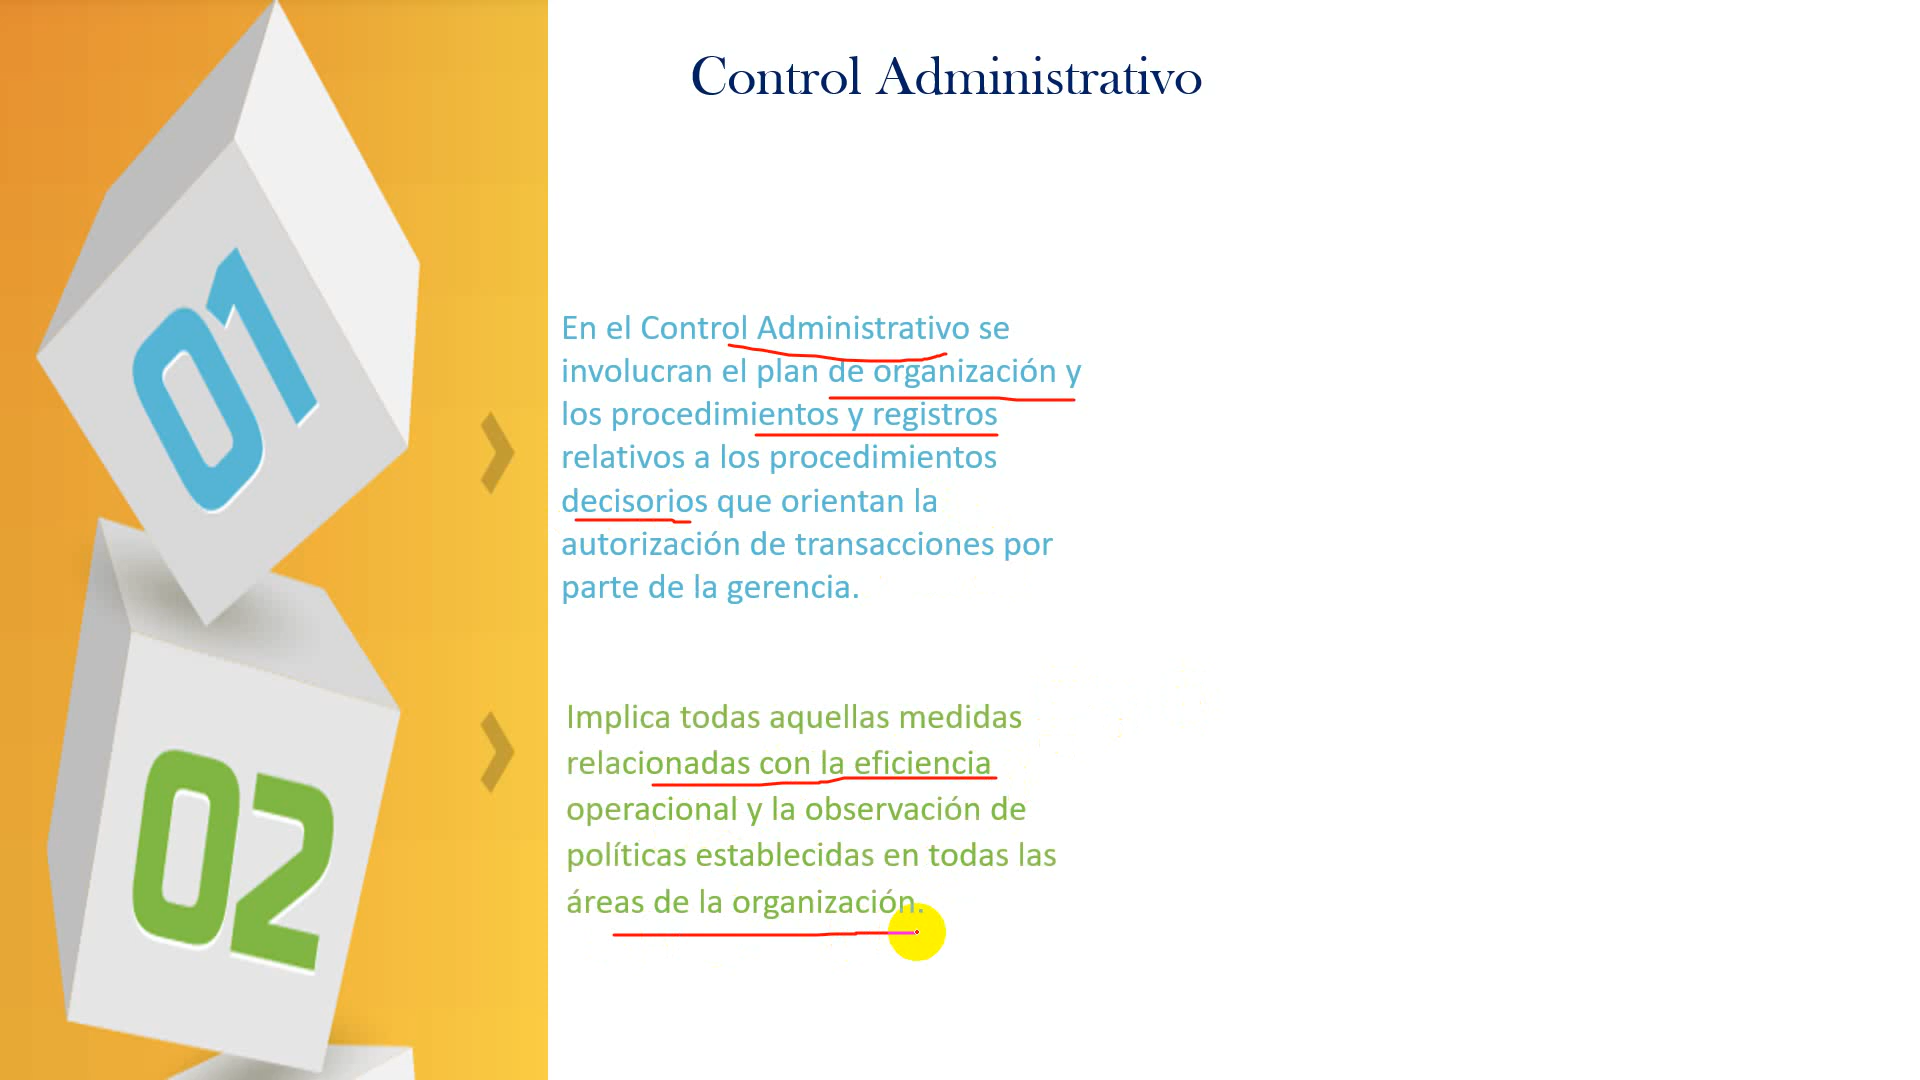 Control Administrativo
01
En el Control Administrativo se
involucran el plan de organización y
los procedimientos y registros
relativos a los procedimientos
decisorios que orientan la
autorización de transacciones por
parte de la gerencia.
02
Implica todas aquellas medidas
relacionadas con la eficiencia
operacional y la observación de
políticas establecidas en todas las
áreas de la organización.